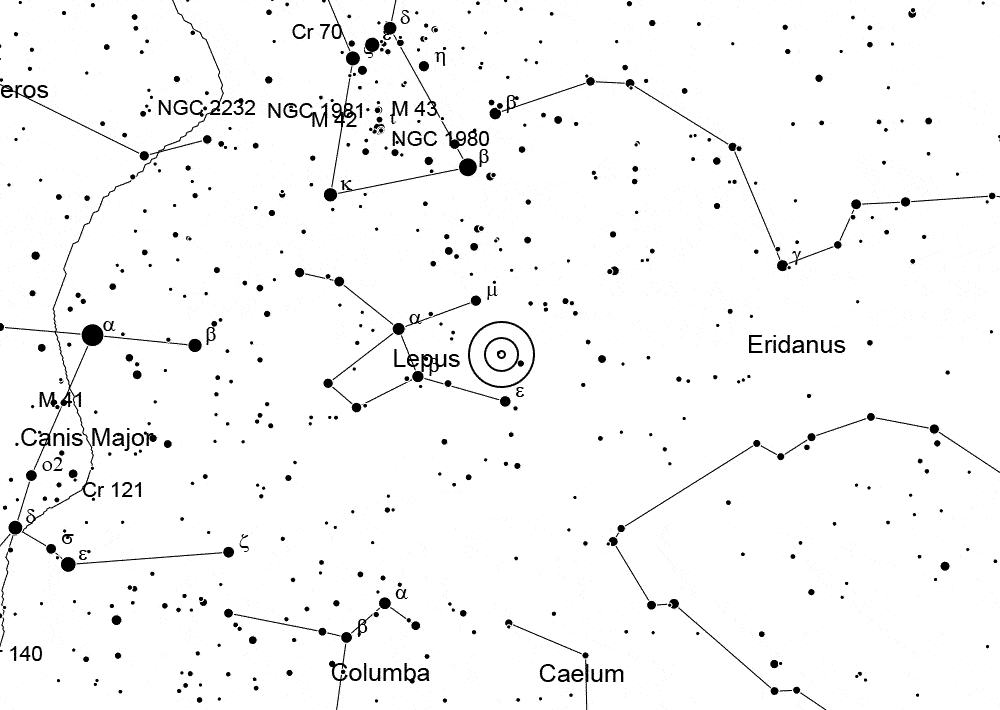 δ
Cr 70
ε
ς
η
eros
NGC 2232
NGC 1981
M 43
M 42
ι
β
NGC 1980
β
κ
γ
μ
α
α
β
Lepus
β
Eridanus
ε
M 41
Canis Major
ο2
Cr 121
δ
σ
ε
ζ
α
β
140
Columba
Caelum